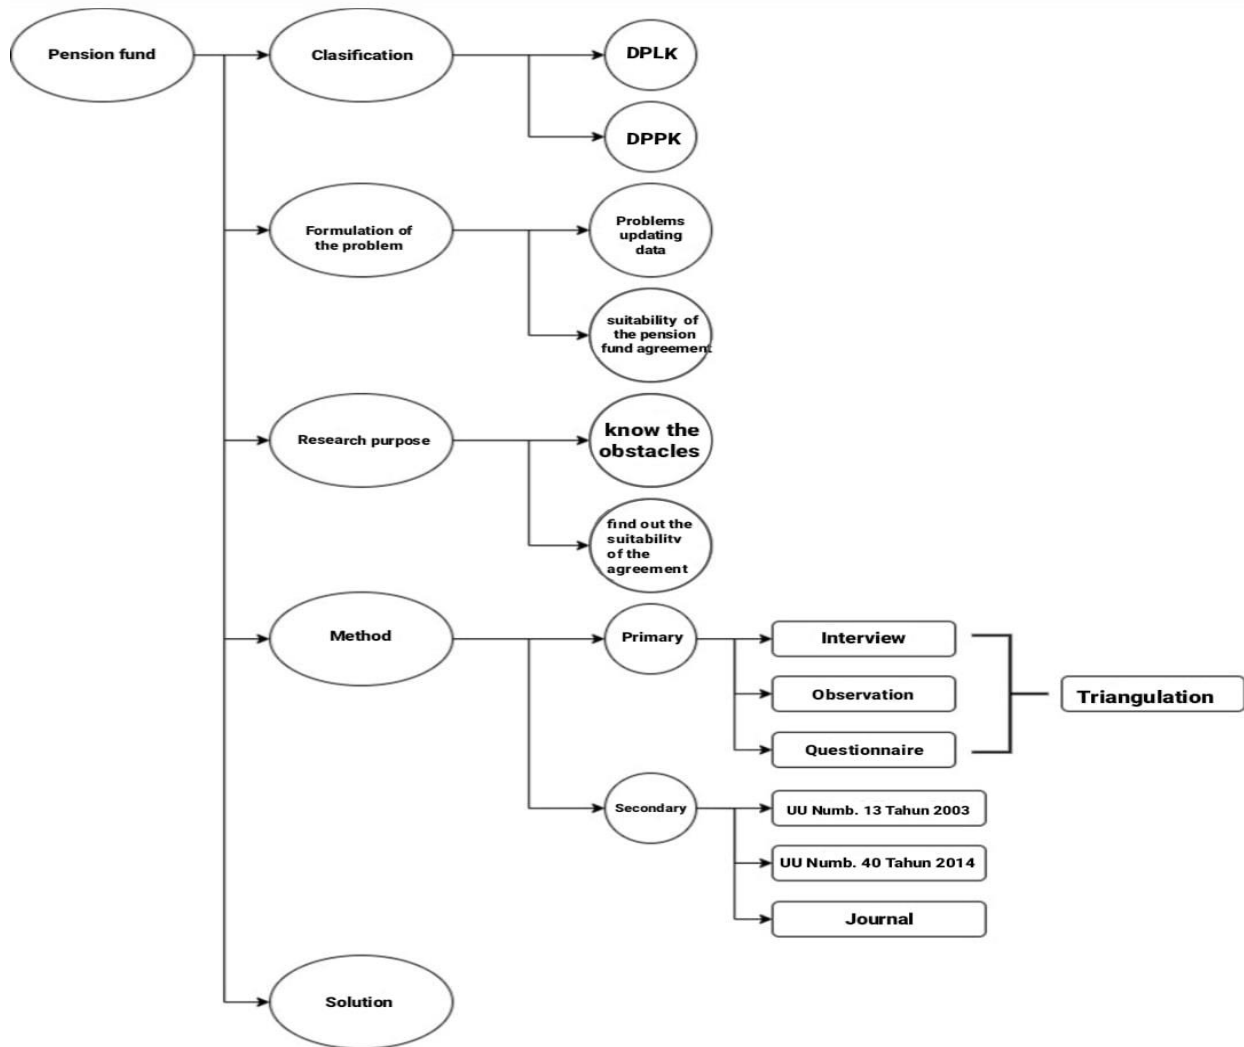 Pension fund
Clasification
DPLK
DPPK
Formulation of
the problem
Problems
updating
data
suitability of
the pension
fund agreement
Research purpose
know the
obstacles
find out the
suitability
of the
agreement
Method
Primary
Interview
Observation
Questionnaire
Triangulation
Secondary
UU Numb. 13 Tahun 2003
UU Numb. 40 Tahun 2014
Journal
Solution